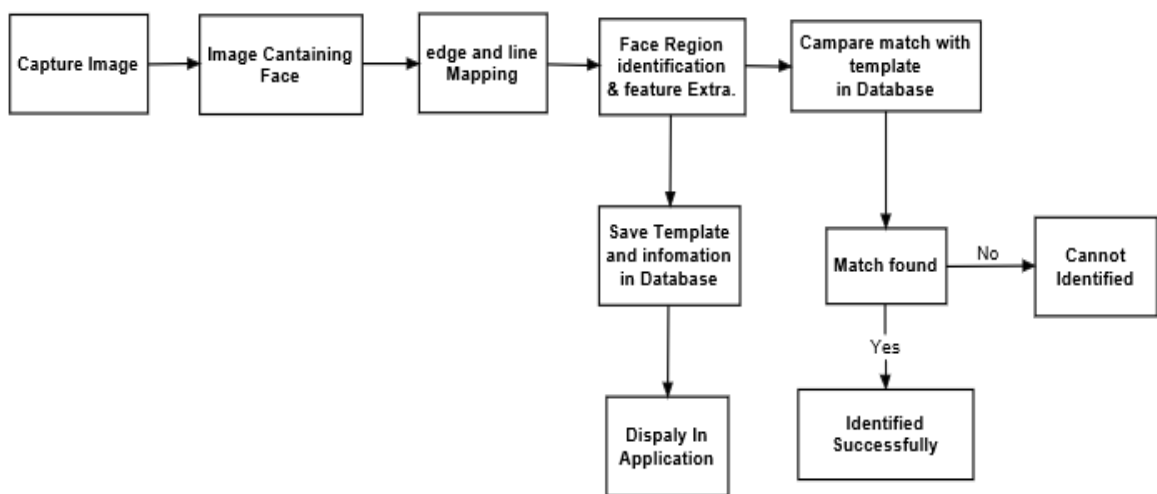 Capture Image
Image Cantaining
Face
edge and line
Mapping
Face Region
identification
& feature Extra.
Campare match with
template
in Database
Save Template
and infomation
in Database
Match found
No
Cannot
Identified
Yes
Dispaly In
Application
Identified
Successfully